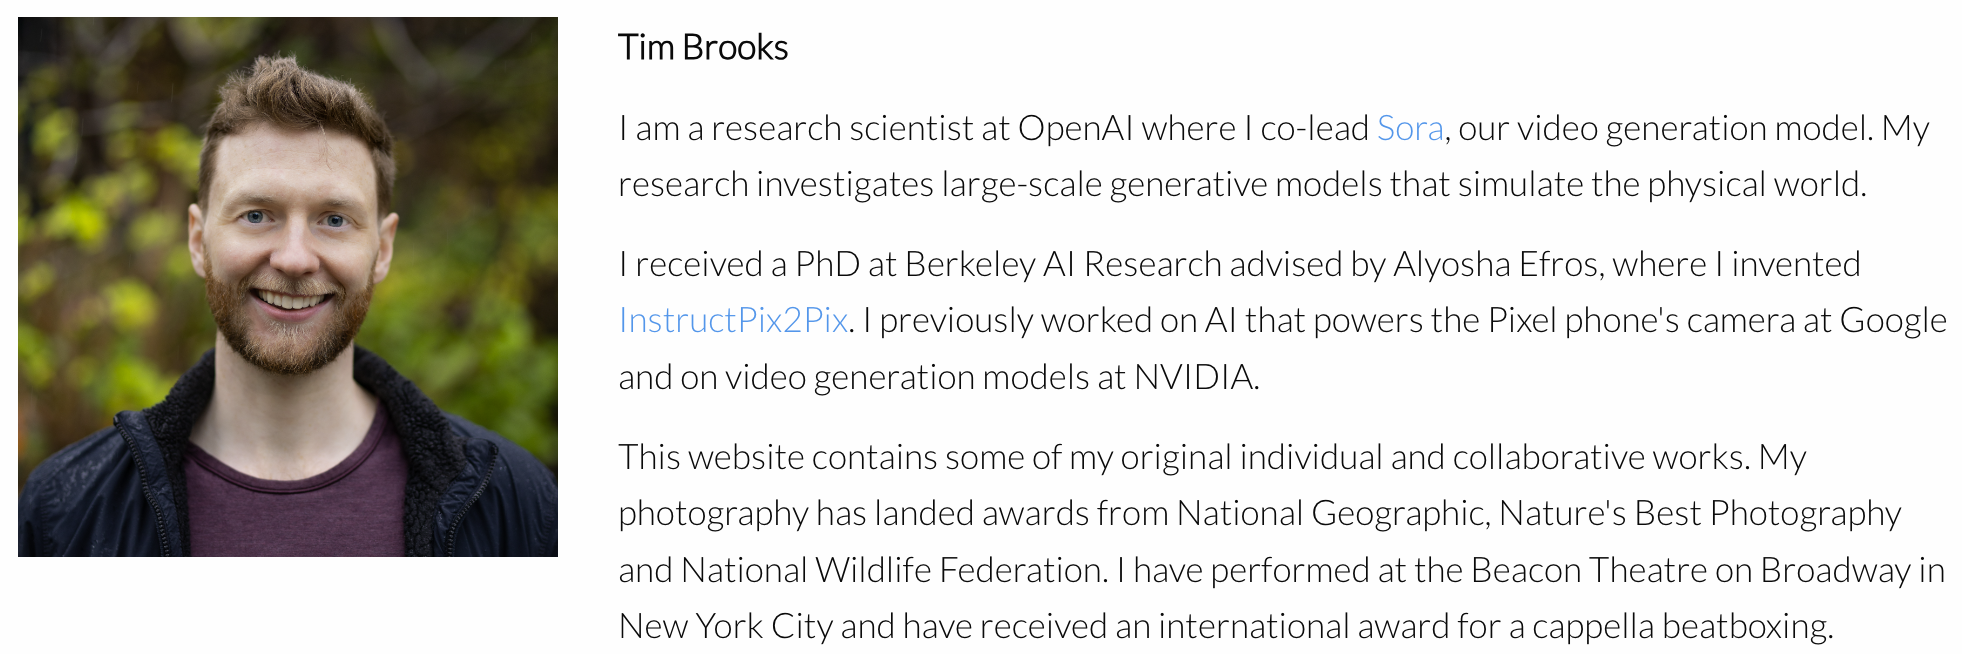 Tim Brooks
I am a research scientist at OpenAI where I co-lead Sora, our video generation model. My
research investigates large-scale generative models that simulate the physical world.
I received a PhD at Berkeley AI Research advised by Alyosha Efros, where I invented
InstructPix2Pix. I previously worked on AI that powers the Pixel phone's camera at Google
and on video generation models at NVIDIA.
This website contains some of my original individual and collaborative works. My
photography has landed awards from National Geographic, Nature's Best Photography
and National Wildlife Federation. I have performed at the Beacon Theatre on Broadway in
New York City and have received an international award for a cappella beatboxing.